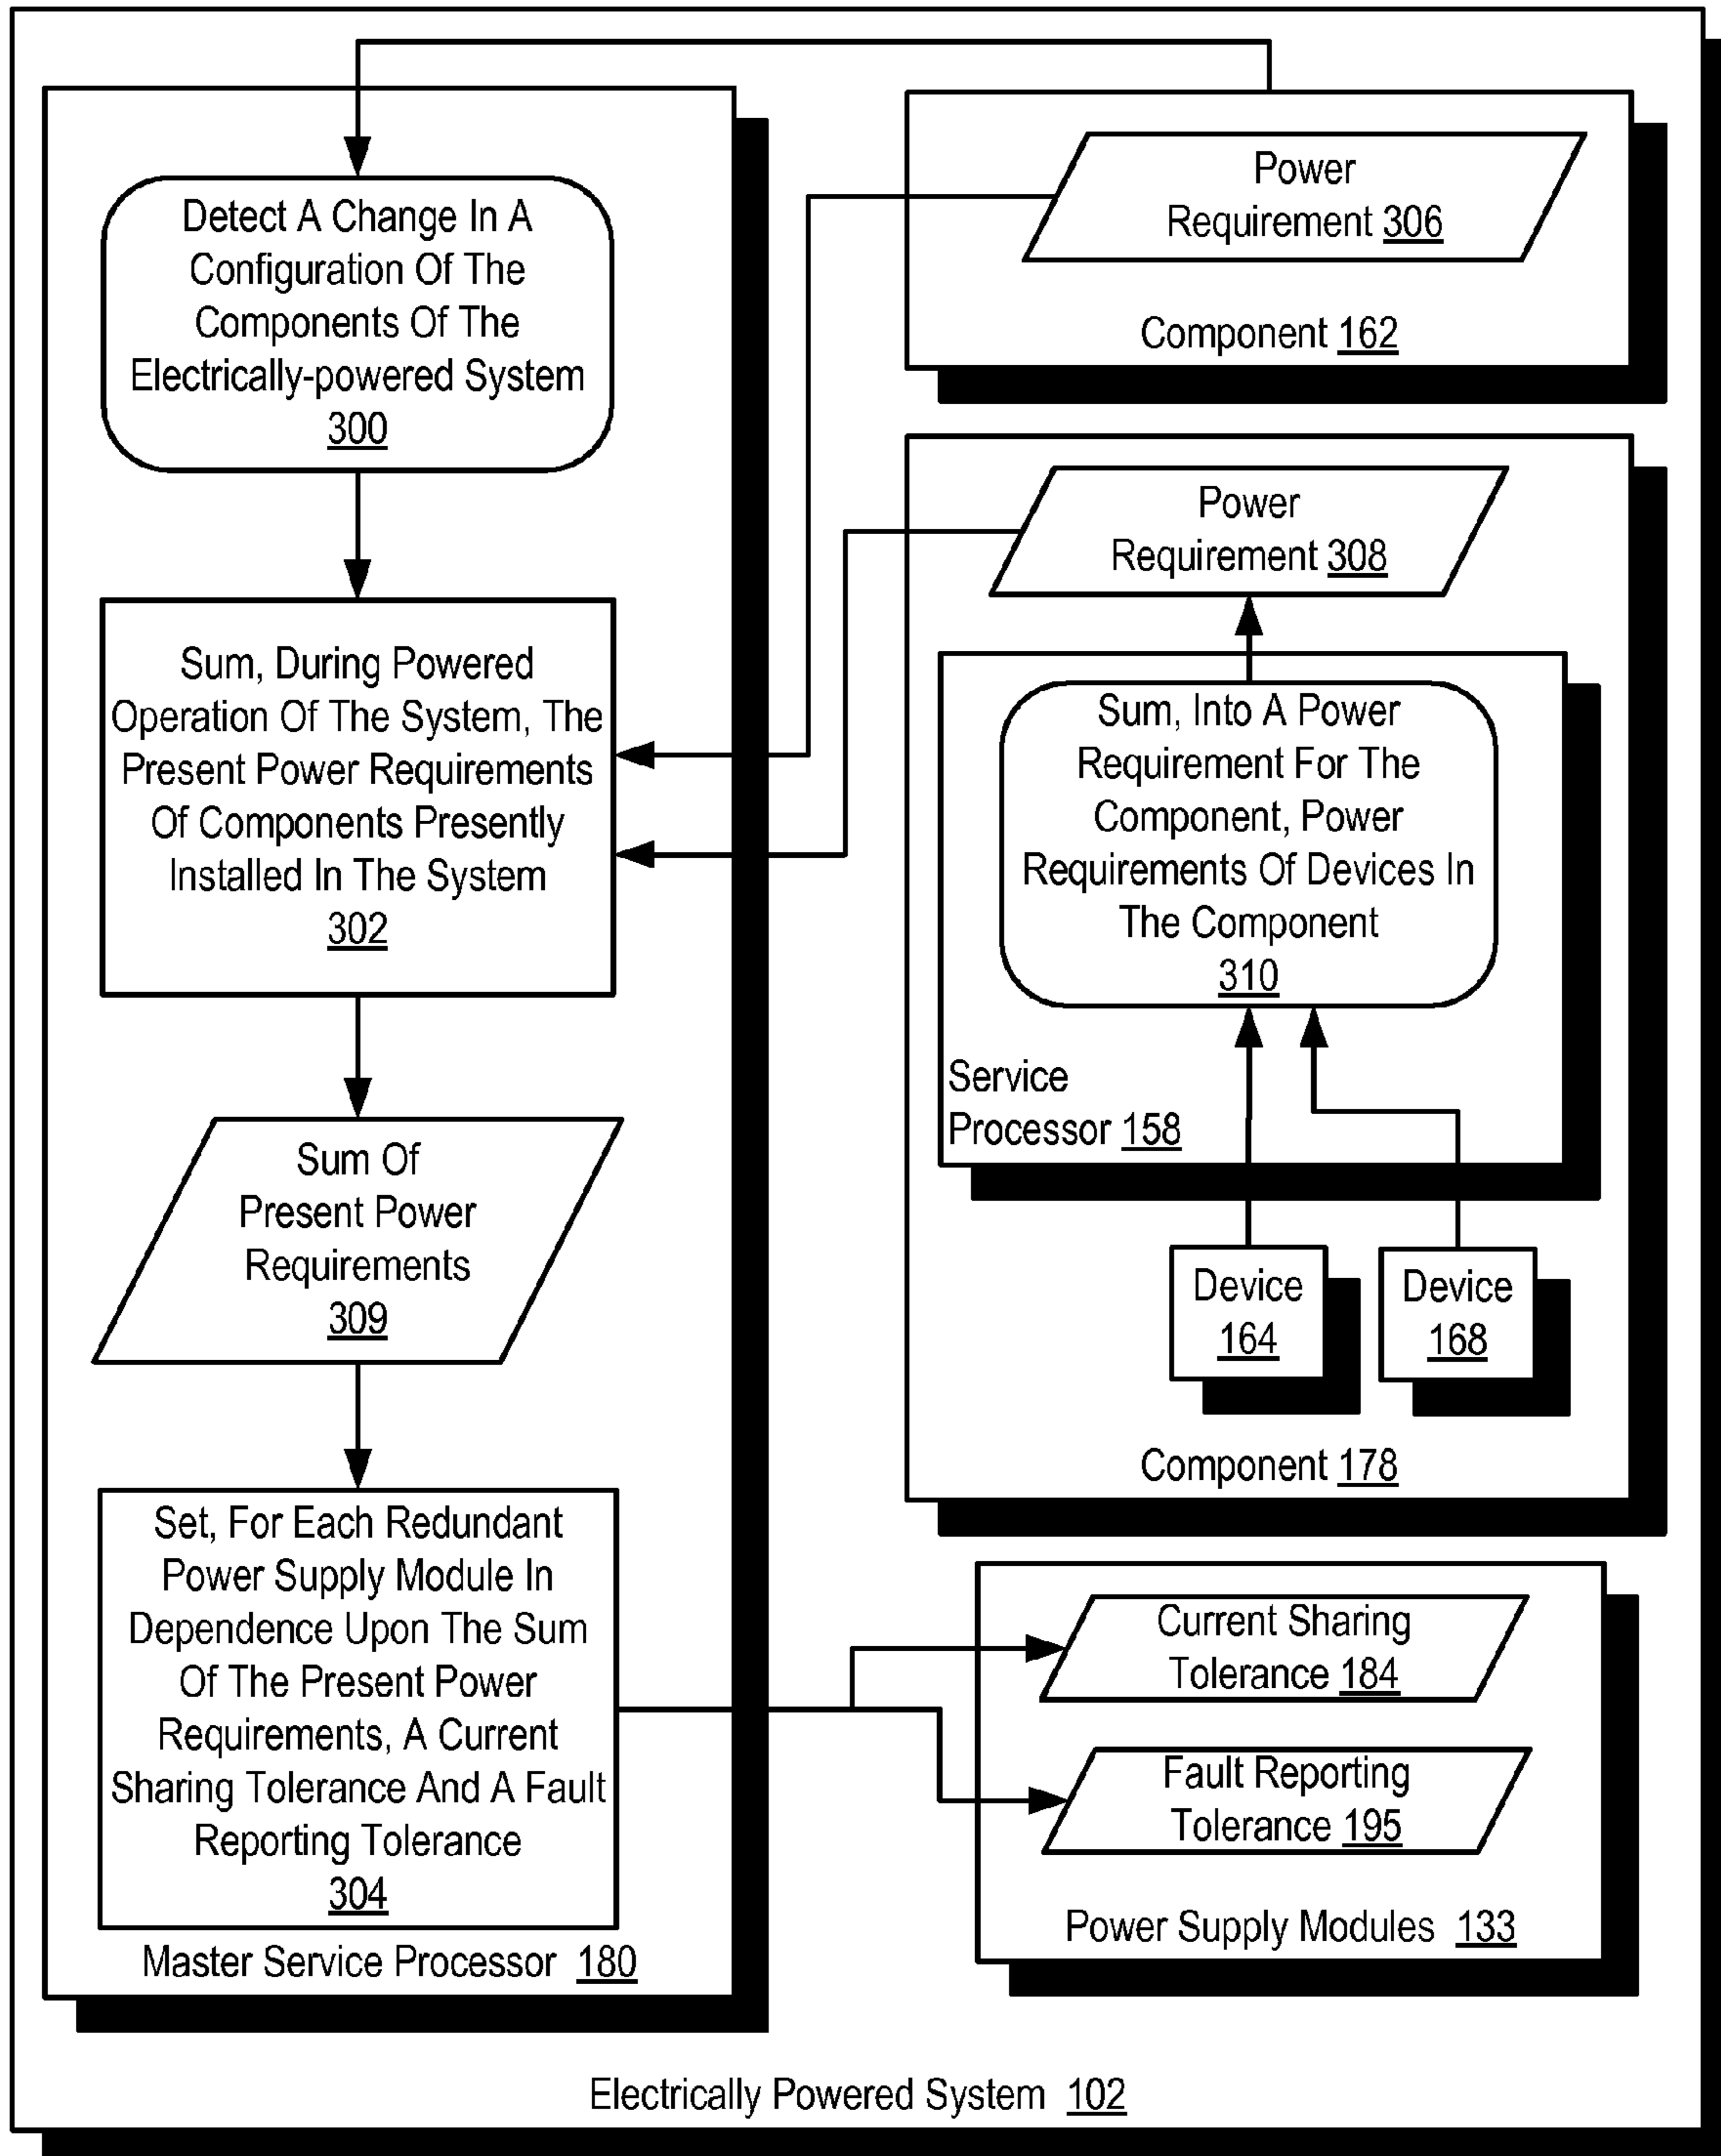 Detect A Change In A
Configuration Of The
Components Of The
Electrically-powered System
300
Sum, During Powered
Operation Of The System, The
Present Power Requirements
Of Components Presently
Installed In The System
302
Sum Of
Present Power
Requirements
309
Set, For Each Redundant
Power Supply Module In
Dependence Upon The Sum
Of The Present Power
Requirements, A Current
Sharing Tolerance And A Fault
Reporting Tolerance
304
Master Service Processor 180
Power
Requirement 306
Component 162
Power
Requirement 308
Sum, Into A Power
Requirement For The
Component, Power
Requirements Of Devices In
The Component
310
Service
Processor 158
Device
164
Device
168
Component 178
Current Sharing
Tolerance 184
Fault Reporting
Tolerance 195
Power Supply Modules 133
Electrically Powered System 102